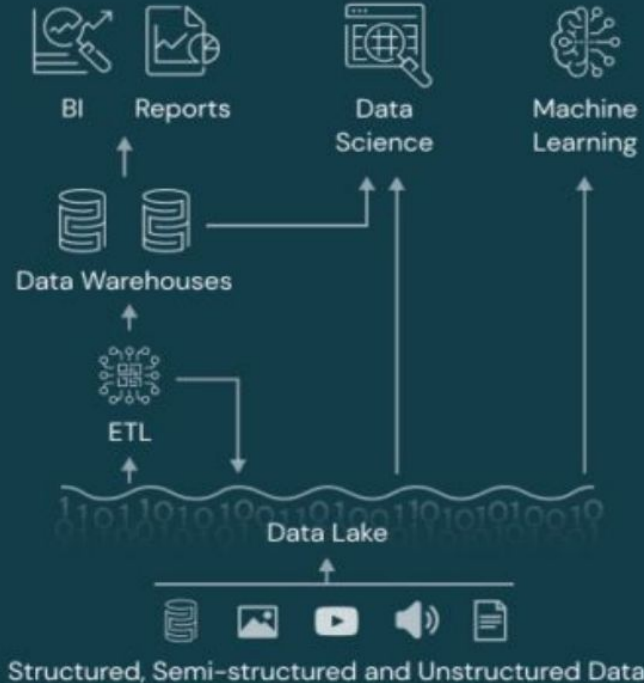 BI
Reports
Data
Science
Machine
Learning
Data Warehouses
ETL
Data Lake
Structured, Semi-structured and Unstructured Data